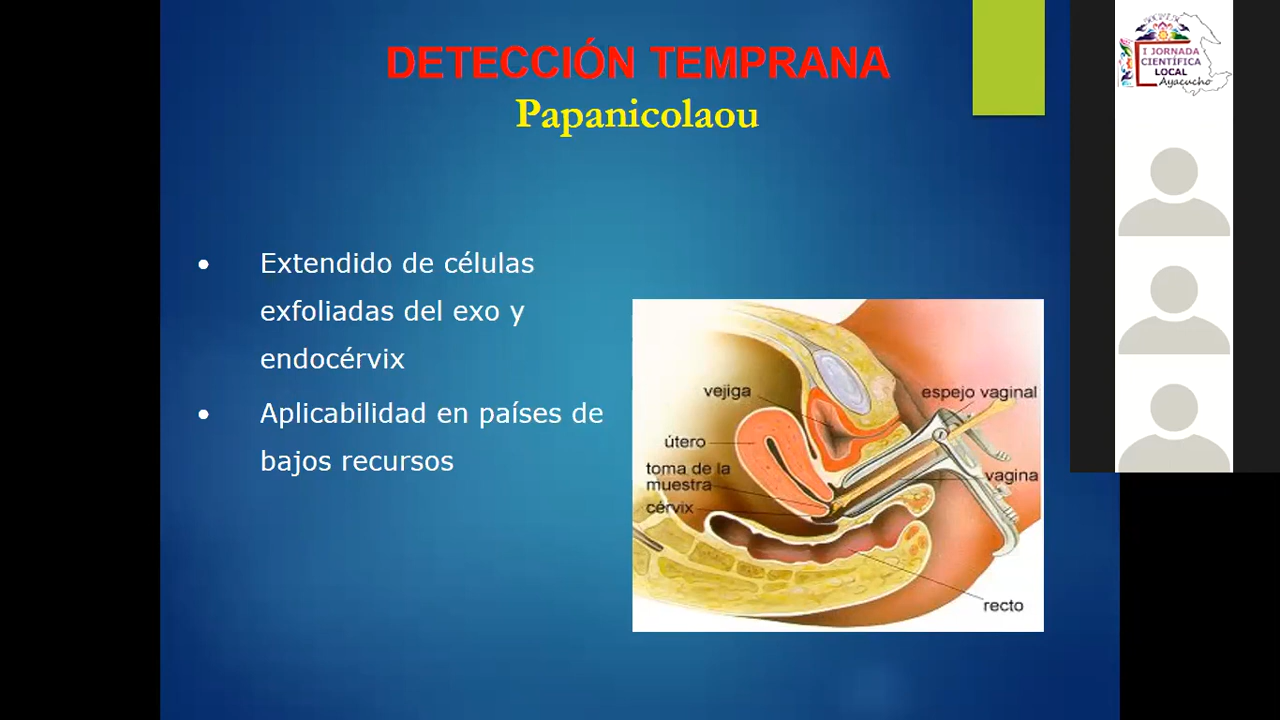 DETECCIÓN TEMPRANA
Papanicolaou
• Extendido de células
exfoliadas del exo y
endocérvix
• Aplicabilidad en países de
bajos recursos
vejiga
espejo vaginal
útero
toma de la
muestra
vagina
cérvix
recto
I JORNADA
CIENTÍFICA
LOCAL
Ayacucho